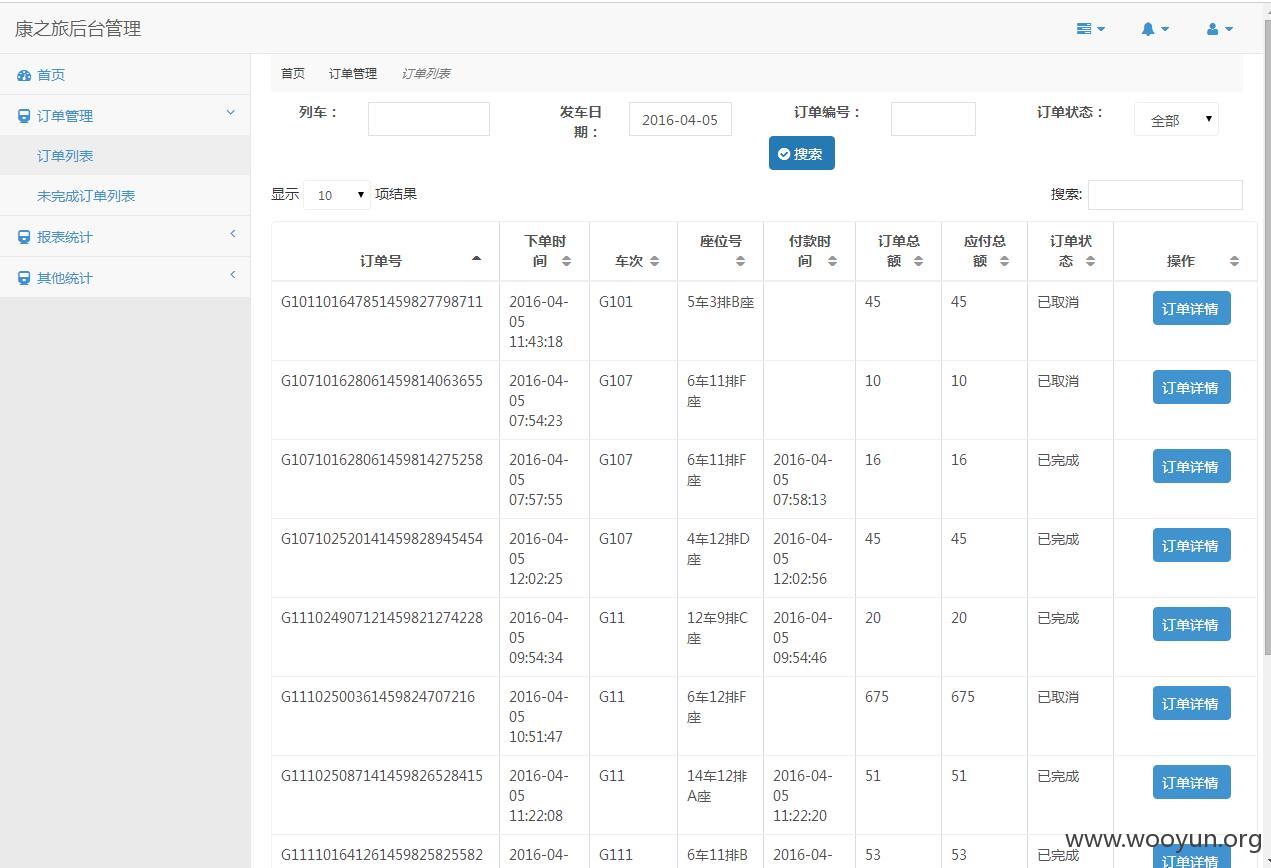 康之旅后台管理
首页
订单管理
订单列表
未完成订单列表
报表统计
其他统计
首页 订单管理 订单列表
列车： 发车日期： 2016-04-05 订单编号： 订单状态： 全部
搜索
显示 10 项结果 搜索:
订单号 下单时间 车次 座位号 付款时间 订单总额 应付总额 订单状态 操作
G101101647851459827798711 2016-04-05 11:43:18 G101 5车3排B座 45 45 已取消 订单详情
G107101628061459814063655 2016-04-05 07:54:23 G107 6车11排F座 10 10 已取消 订单详情
G107101628061459814275258 2016-04-05 07:57:55 G107 6车11排F座 2016-04-05 07:58:13 16 16 已完成 订单详情
G107102520141459828945454 2016-04-05 12:02:25 G107 4车12排D座 2016-04-05 12:02:56 45 45 已完成 订单详情
G111024907121459821274228 2016-04-05 09:54:34 G11 12车9排C座 2016-04-05 09:54:46 20 20 已完成 订单详情
G11102500361459824707216 2016-04-05 10:51:47 G11 6车12排F座 675 675 已取消 订单详情
G111025087141459826528415 2016-04-05 11:22:08 G11 14车12排A座 2016-04-05 11:22:20 51 51 已完成 订单详情
G111101641261459825825582 2016-04- G111 6车11排B 2016-04- 53 53 已完成 订单详情
www.wooyun.org